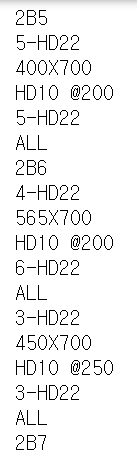 2B5
5-HD22
400X700
HD10 @200
5-HD22
ALL
2B6
4-HD22
565X700
HD10 @200
6-HD22
ALL
3-HD22
450X700
HD10 @250
3-HD22
ALL
2B7